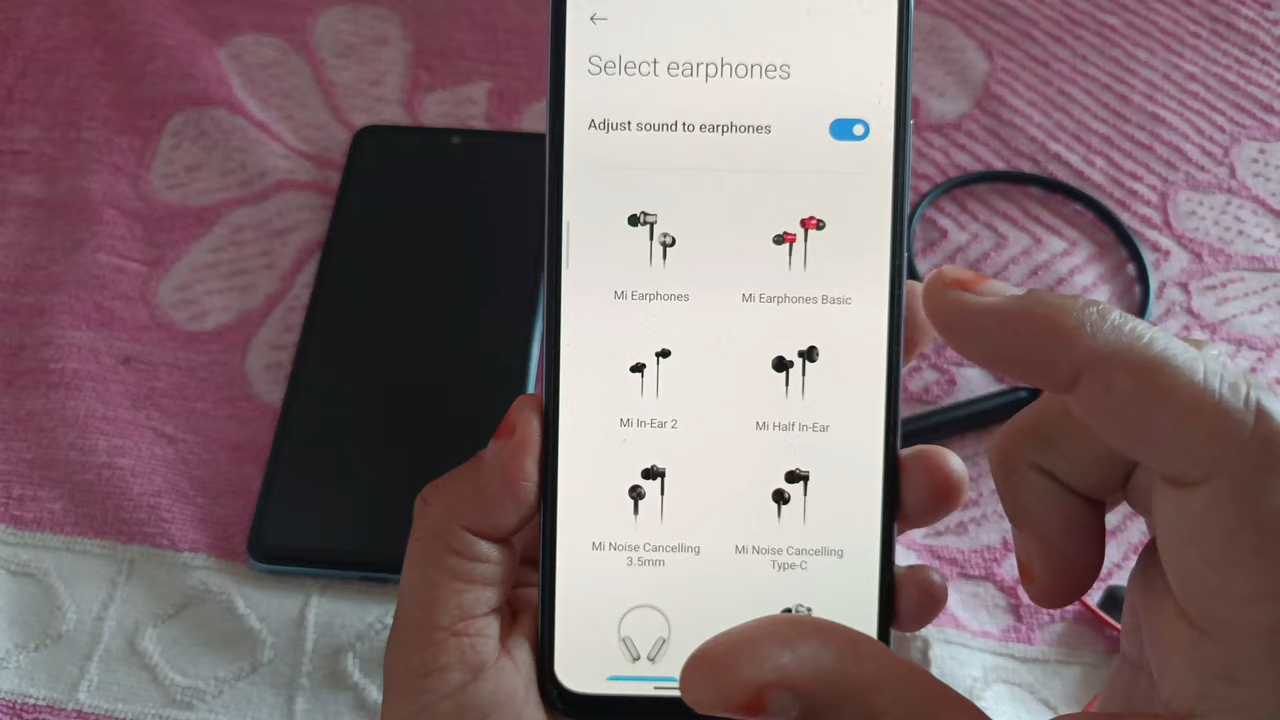 Select earphones
Adjust sound to earphones
Mi Earphones
Mi Earphones Basic
Mi In-Ear 2
Mi Half In-Ear
Mi Noise Cancelling
3.5mm
Mi Noise Cancelling
Type-C